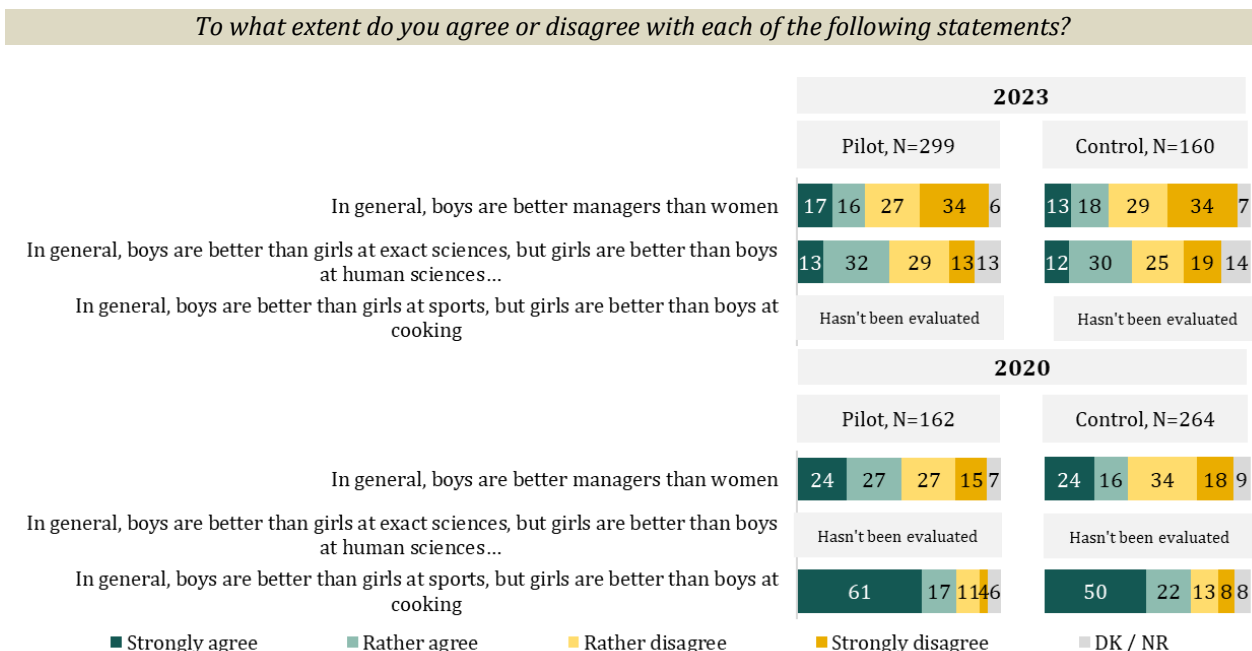 To what extent do you agree or disagree with each of the following statements?
2023
Pilot, N=299
Control, N=160
In general, boys are better managers than women
17 16 27 34 6
13 18 29 34 7
In general, boys are better than girls at exact sciences, but girls are better than boys
at human sciences…
13 32 29 13 13
12 30 25 19 14
In general, boys are better than girls at sports, but girls are better than boys at
cooking
Hasn't been evaluated
Hasn't been evaluated
2020
Pilot, N=162
Control, N=264
In general, boys are better managers than women
24 27 27 15 7
24 16 34 18 9
In general, boys are better than girls at exact sciences, but girls are better than boys
at human sciences…
Hasn't been evaluated
Hasn't been evaluated
In general, boys are better than girls at sports, but girls are better than boys at
cooking
61 17 11 4 6
50 22 13 8 8
Strongly agree
Rather agree
Rather disagree
Strongly disagree
DK / NR